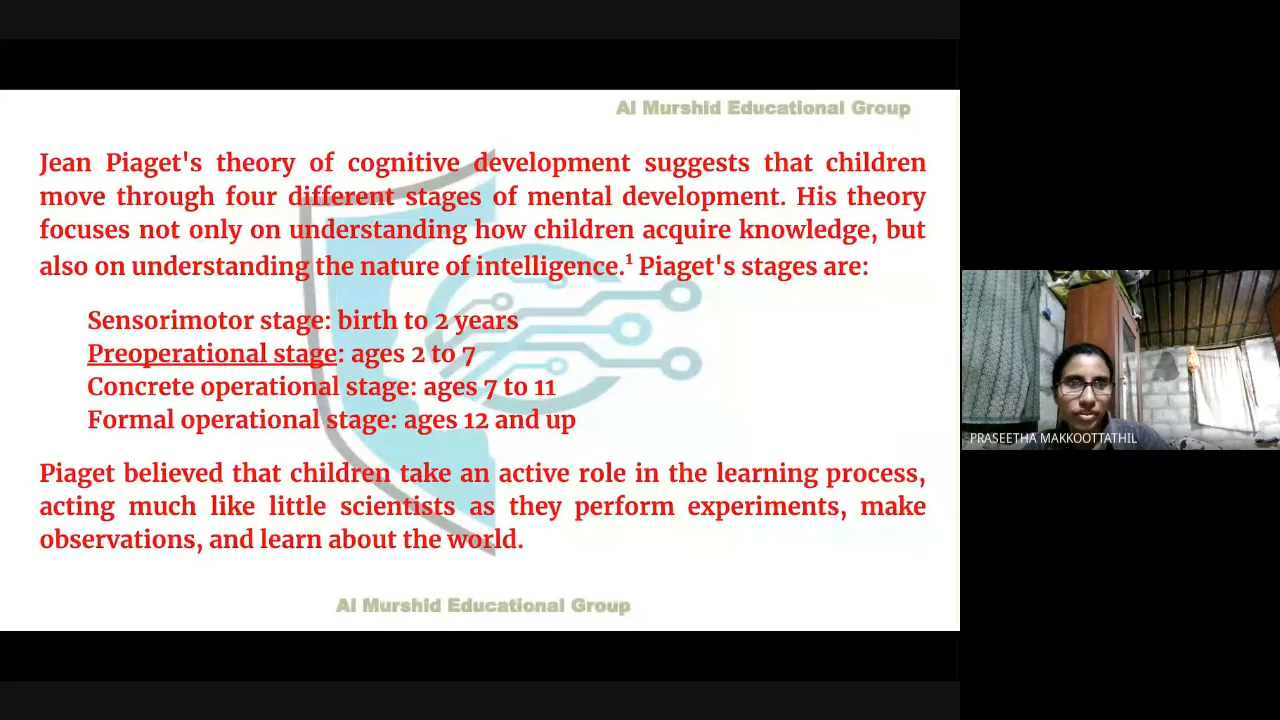 Al Murshid Educational Group
Jean Piaget's theory of cognitive development suggests that children
move through four different stages of mental development. His theory
focuses not only on understanding how children acquire knowledge, but
also on understanding the nature of intelligence.¹ Piaget's stages are:
Sensorimotor stage: birth to 2 years
Preoperational stage: ages 2 to 7
Concrete operational stage: ages 7 to 11
Formal operational stage: ages 12 and up
Piaget believed that children take an active role in the learning process,
acting much like little scientists as they perform experiments, make
observations, and learn about the world.
Al Murshid Educational Group
PRASEETHA MAKKOOTTATHIL